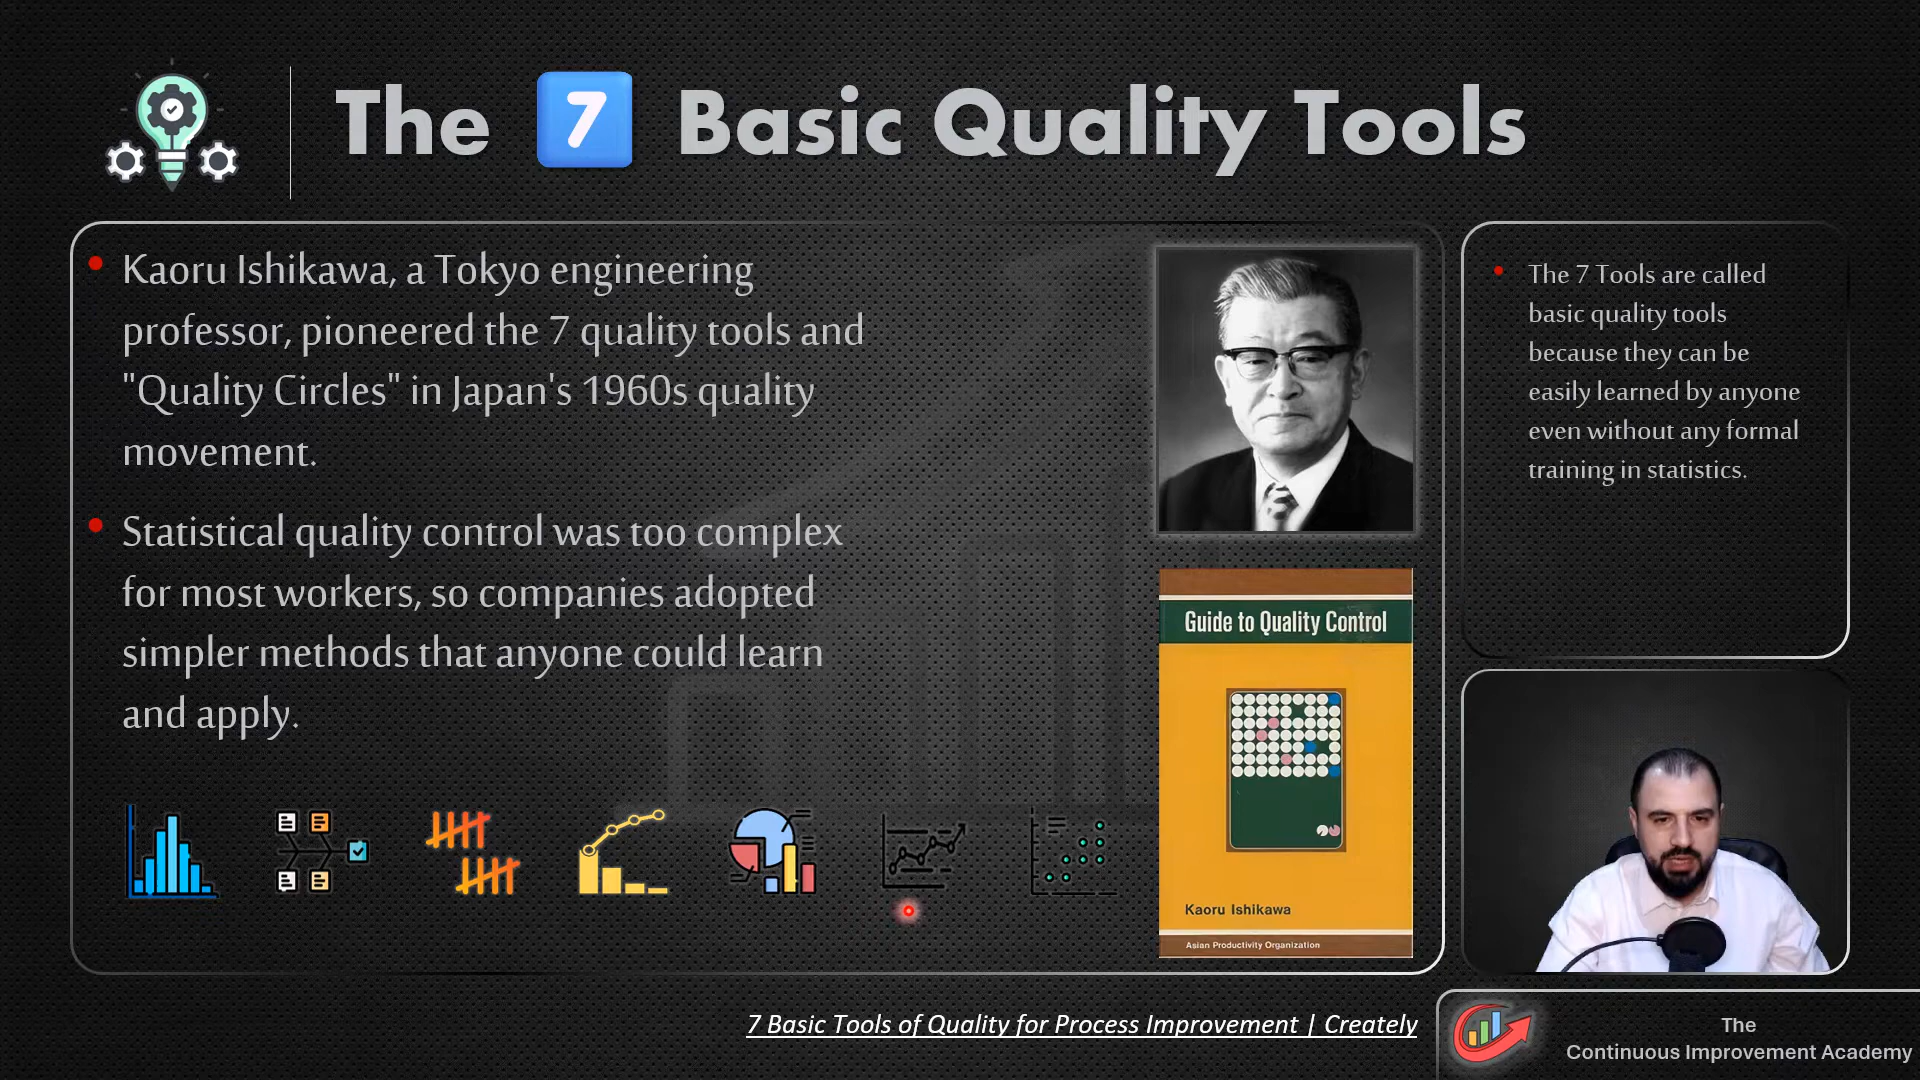 The 7 Basic Quality Tools
Kaoru Ishikawa, a Tokyo engineering
professor, pioneered the 7 quality tools and
"Quality Circles" in Japan's 1960s quality
movement.
Statistical quality control was too complex
for most workers, so companies adopted
simpler methods that anyone could learn
and apply.
Guide to Quality Control
Kaoru Ishikawa
Asian Productivity Organization
The 7 Tools are called
basic quality tools
because they can be
easily learned by anyone
even without any formal
training in statistics.
7 Basic Tools of Quality for Process Improvement | Creately
The
Continuous Improvement Academy